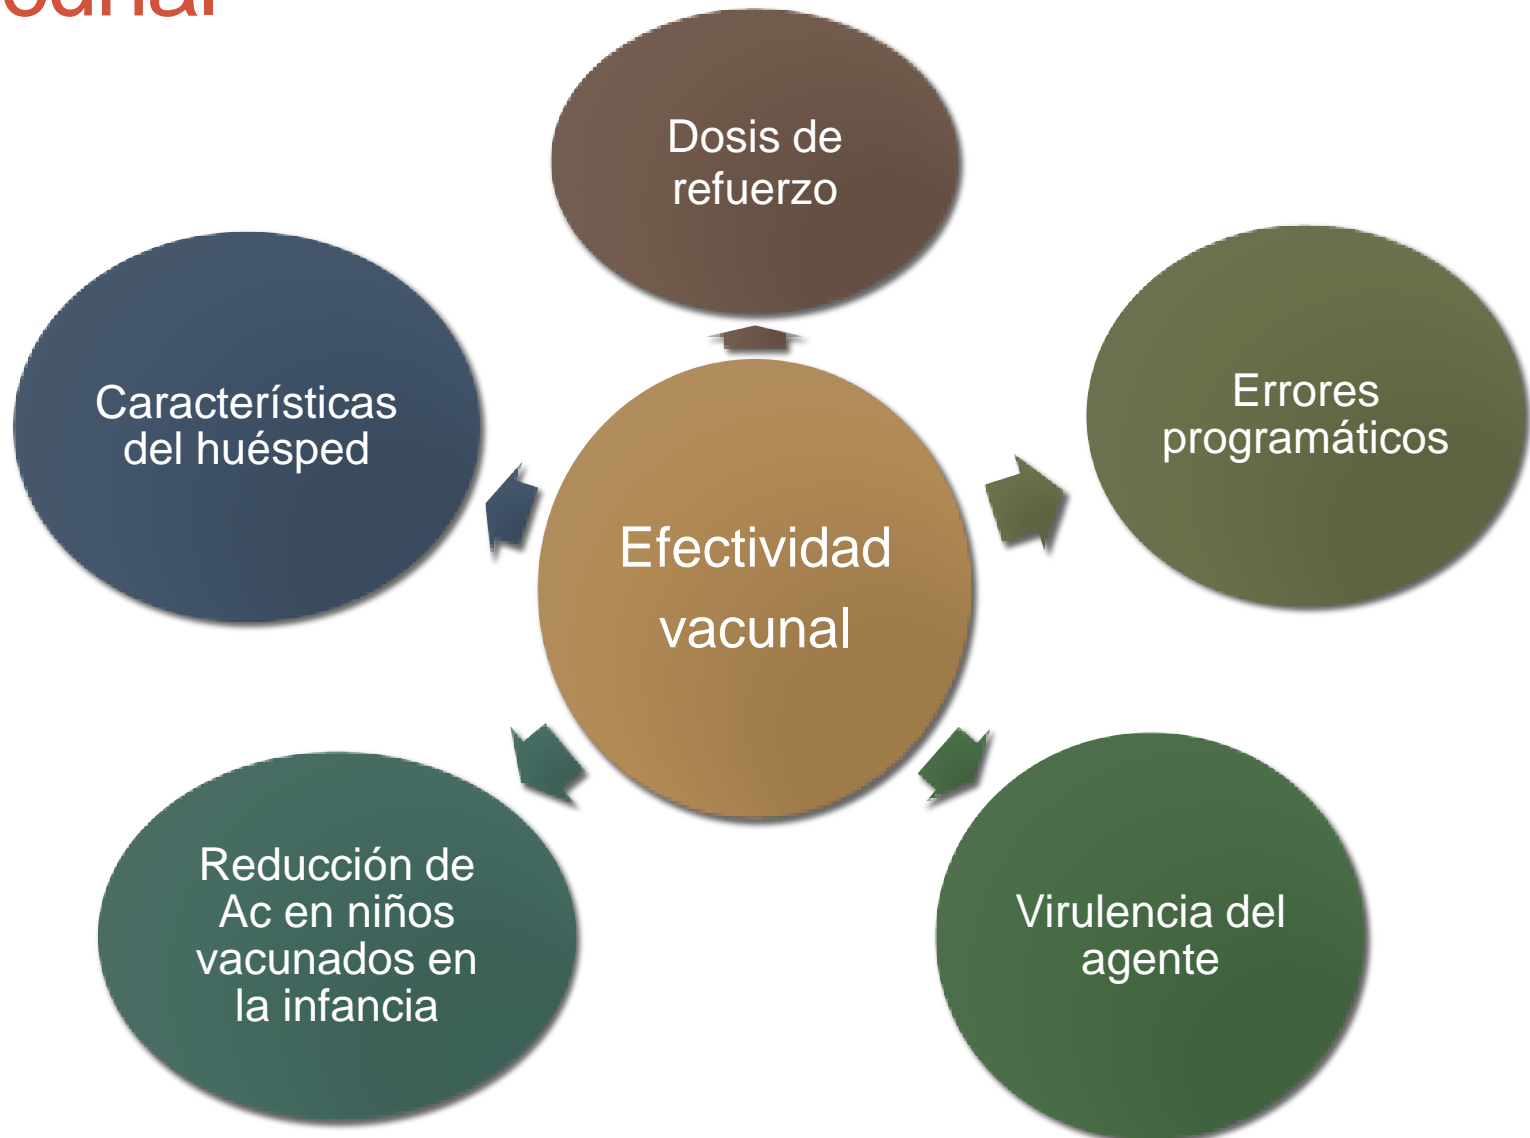 Dosis de
refuerzo
Errores
programáticos
Virulencia del
agente
Reducción de
Ac en niños
vacunados en
la infancia
Características
del huésped
Efectividad
vacunal